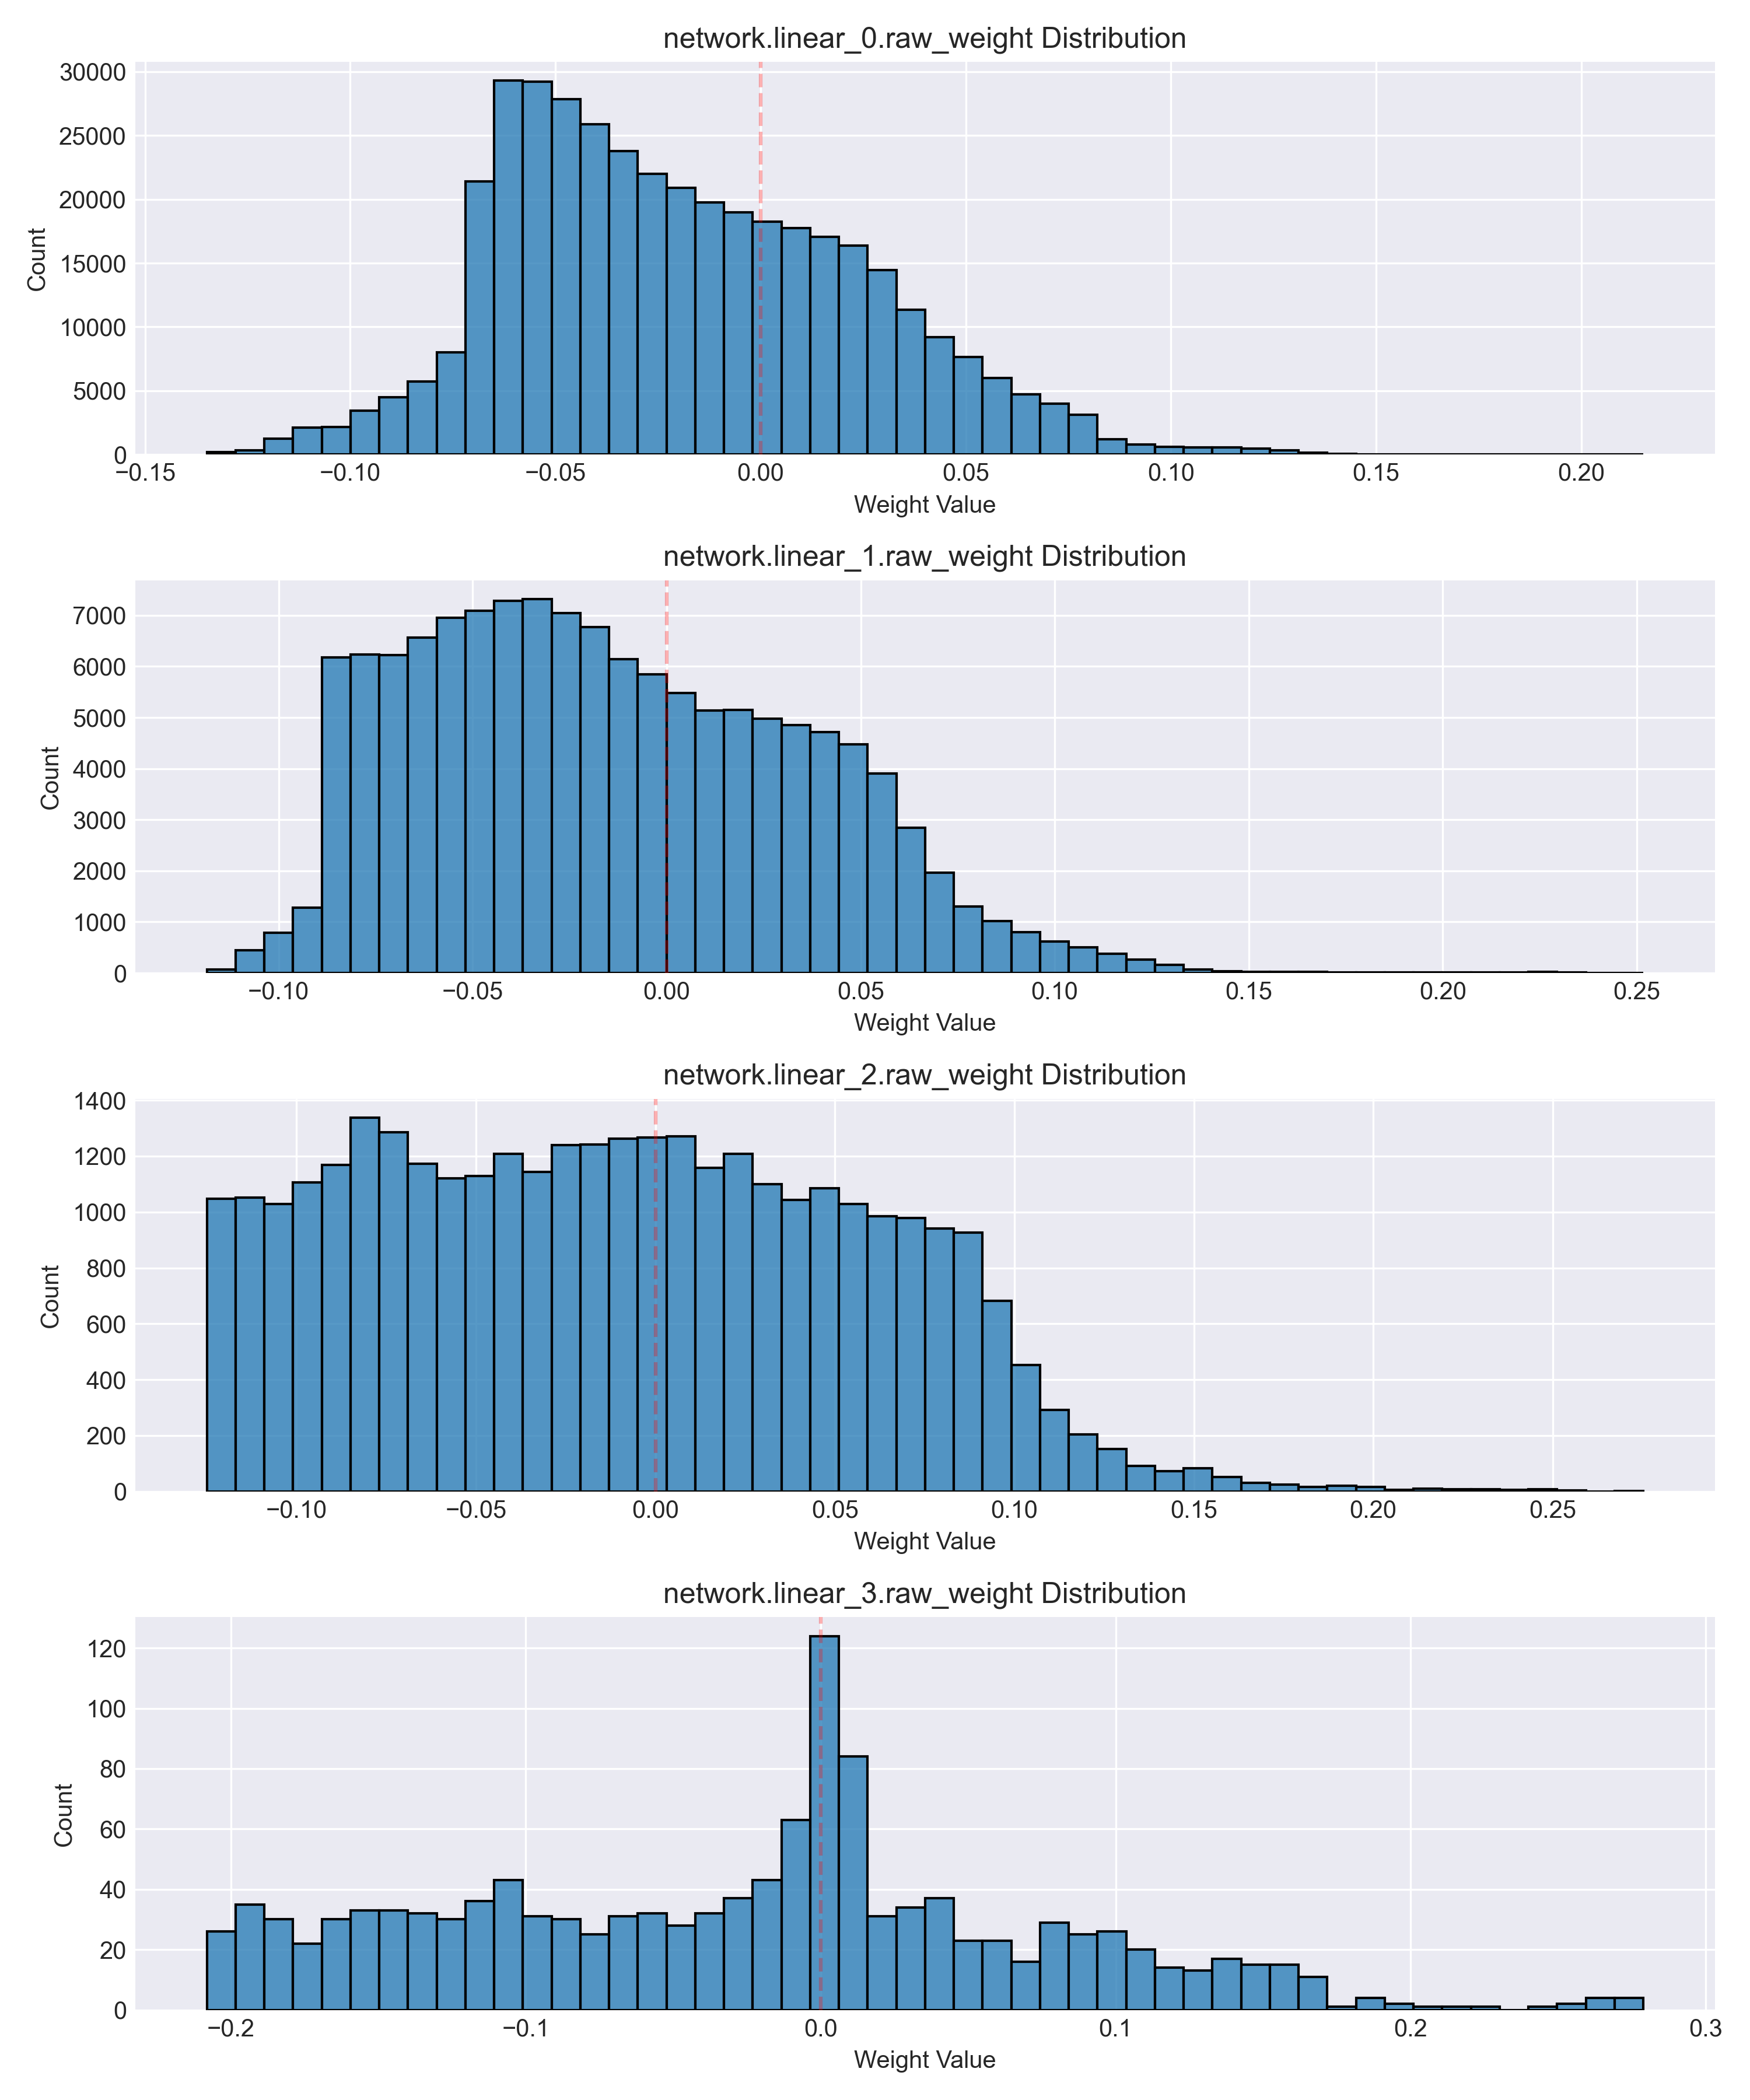 network.linear_0.raw_weight Distribution
30000
25000
20000
15000
10000
5000
0
Count
−0.15 −0.10 −0.05 0.00 0.05 0.10 0.15 0.20
Weight Value
network.linear_1.raw_weight Distribution
7000
6000
5000
4000
3000
2000
1000
0
Count
−0.10 −0.05 0.00 0.05 0.10 0.15 0.20 0.25
Weight Value
network.linear_2.raw_weight Distribution
1400
1200
1000
800
600
400
200
0
Count
−0.10 −0.05 0.00 0.05 0.10 0.15 0.20 0.25
Weight Value
network.linear_3.raw_weight Distribution
120
100
80
60
40
20
0
Count
−0.2 −0.1 0.0 0.1 0.2 0.3
Weight Value